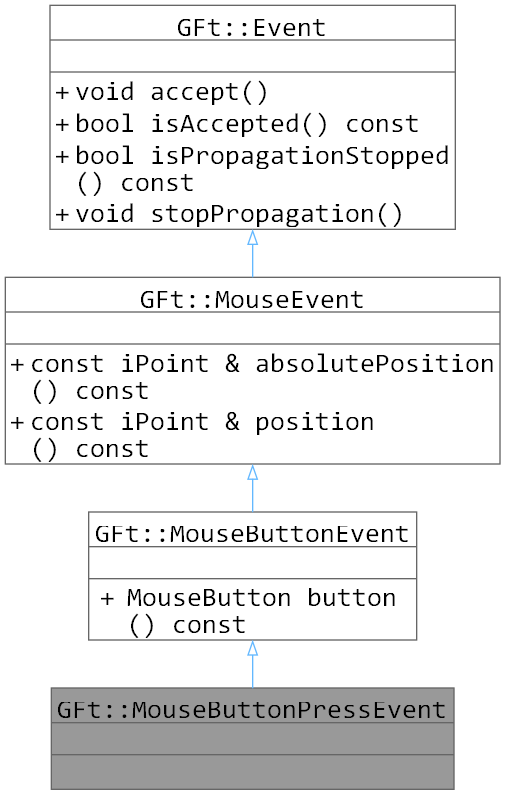 GFt::Event
+ void accept()
+ bool isAccepted() const
+ bool isPropagationStopped
() const
+ void stopPropagation()
GFt::MouseEvent
+ const iPoint & absolutePosition
() const
+ const iPoint & position
() const
GFt::MouseButtonEvent
+ MouseButton button
() const
GFt::MouseButtonPressEvent